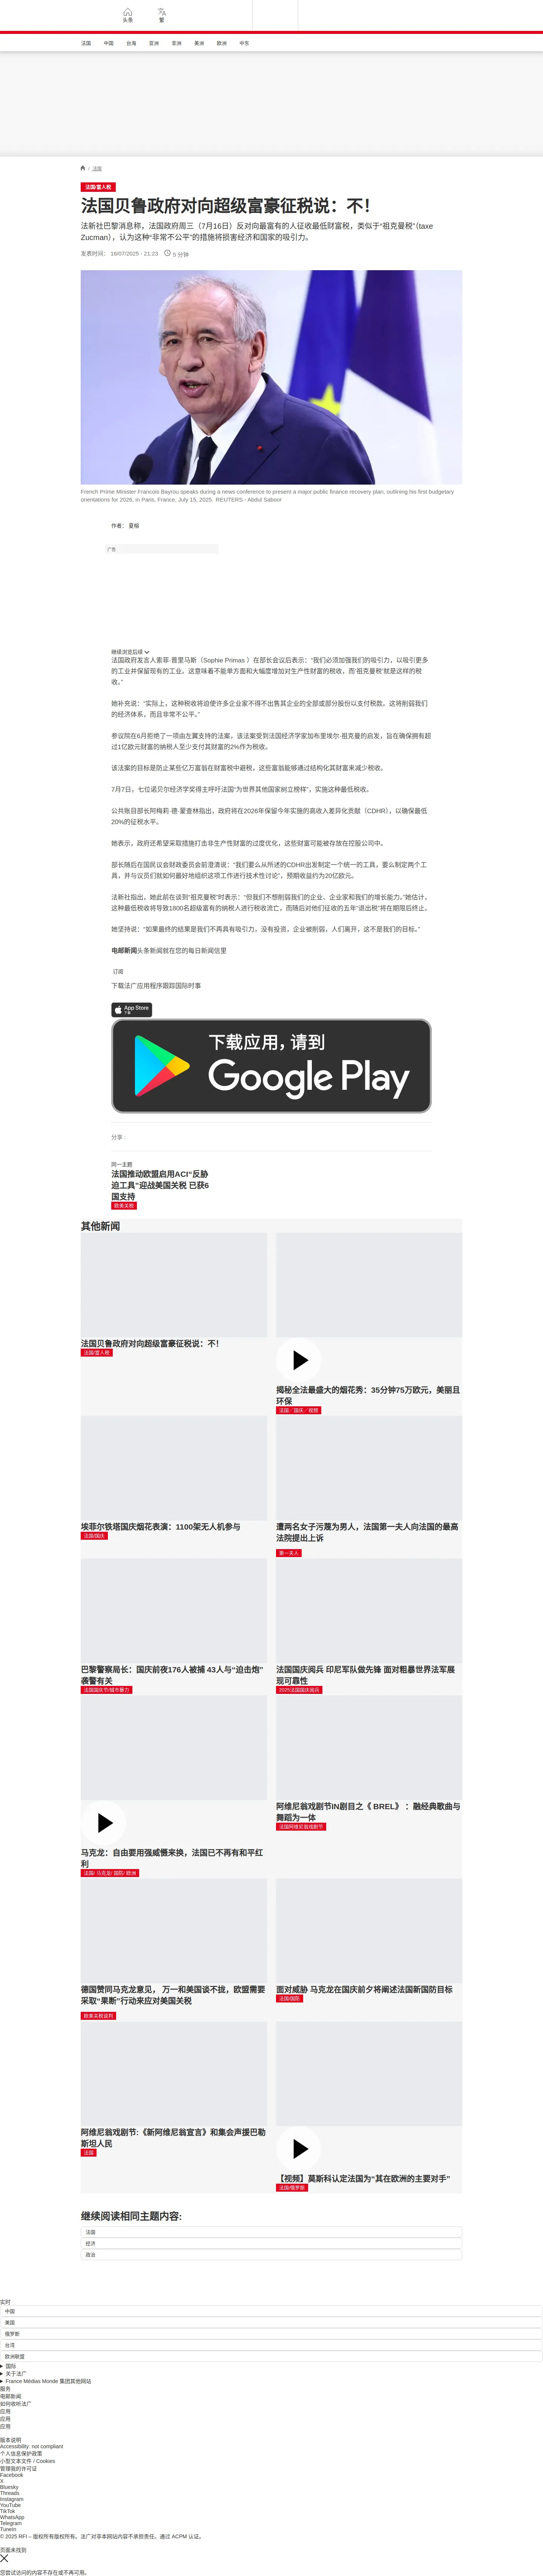 头条
繁
法国
中国
台海
亚洲
非洲
美洲
欧洲
中东
/ 法国
法国/富人税
法国贝鲁政府对向超级富豪征税说：不！
法新社巴黎消息称，法国政府周三（7月16日）反对向最富有的人征收最低财富税，类似于“祖克曼税”（taxe
Zucman），认为这种“非常不公平”的措施将损害经济和国家的吸引力。
发表时间： 16/07/2025 - 21:23
5 分钟
French Prime Minister Francois Bayrou speaks during a news conference to present a major public finance recovery plan, outlining his first budgetary
orientations for 2026, in Paris, France, July 15, 2025. REUTERS - Abdul Saboor
作者： 夏榕
广告
继续浏览后续
法国政府发言人索菲·普里马斯（Sophie Primas ）在部长会议后表示：“我们必须加强我们的吸引力，以吸引更多
的工业并保留现有的工业。这意味着不能单方面和大幅度增加对生产性财富的税收，而‘祖克曼税’就是这样的税
收。”
她补充说：“实际上，这种税收将迫使许多企业家不得不出售其企业的全部或部分股份以支付税款。这将削弱我们
的经济体系，而且非常不公平。”
参议院在6月拒绝了一项由左翼支持的法案，该法案受到法国经济学家加布里埃尔·祖克曼的启发，旨在确保拥有超
过1亿欧元财富的纳税人至少支付其财富的2%作为税收。
该法案的目标是防止某些亿万富翁在财富税中避税，这些富翁能够通过结构化其财富来减少税收。
7月7日，七位诺贝尔经济学奖得主呼吁法国“为世界其他国家树立榜样”，实施这种最低税收。
公共账目部长阿梅莉·德·蒙查林指出，政府将在2026年保留今年实施的高收入差异化贡献（CDHR），以确保最低
20%的征税水平。
她表示，政府还希望采取措施打击非生产性财富的过度优化，这些财富可能被存放在控股公司中。
部长随后在国民议会财政委员会前澄清说：“我们要么从所述的CDHR出发制定一个统一的工具，要么制定两个工
具，并与议员们就如何最好地组织这项工作进行技术性讨论”，预期收益约为20亿欧元。
法新社指出，她此前在谈到“祖克曼税”时表示：“但我们不想削弱我们的企业、企业家和我们的增长能力。”她估计，
这种最低税收将导致1800名超级富有的纳税人进行税收流亡，而随后对他们征收的五年“退出税”将在期限后终止。
她坚持说：“如果最终的结果是我们不再具有吸引力，没有投资，企业被削弱，人们离开，这不是我们的目标。”
电邮新闻头条新闻就在您的每日新闻信里
订阅
下载法广应用程序跟踪国际时事
App Store
下载
下载应用，请到
Google Play
分享 :
同一主题
法国推动欧盟启用ACI“反胁
迫工具”迎战美国关税 已获6
国支持
欧美关税
其他新闻
法国贝鲁政府对向超级富豪征税说：不！
法国/富人税
揭秘全法最盛大的烟花秀：35分钟75万欧元，美丽且
环保
法国／国庆／视频
埃菲尔铁塔国庆烟花表演：1100架无人机参与
法国/国庆
遭两名女子污蔑为男人，法国第一夫人向法国的最高
法院提出上诉
第一夫人
巴黎警察局长：国庆前夜176人被捕 43人与“迫击炮”
袭警有关
法国国庆节/城市暴力
法国国庆阅兵 印尼军队做先锋 面对粗暴世界法军展
现可靠性
2025法国国庆阅兵
马克龙：自由要用强威慑来换，法国已不再有和平红
利
法国/ 马克龙/ 国防/ 欧洲
阿维尼翁戏剧节IN剧目之《 BREL》 ：融经典歌曲与
舞蹈为一体
法国阿维尼翁戏剧节
德国赞同马克龙意见， 万一和美国谈不拢，欧盟需要
采取“果断”行动来应对美国关税
欧美关税谈判
面对威胁 马克龙在国庆前夕将阐述法国新国防目标
法国/国防
阿维尼翁戏剧节:《新阿维尼翁宣言》和集会声援巴勒
斯坦人民
法国
【视频】莫斯科认定法国为“其在欧洲的主要对手”
法国/俄罗斯
继续阅读相同主题内容:
法国
经济
政治
实时
中国
美国
俄罗斯
台湾
欧洲联盟
国际
关于法广
France Médias Monde 集团其他网站
服务
电邮新闻
如何收听法广
应用
应用
应用
版本说明
Accessibility: not compliant
个人信息保护政策
小型文本文件 / Cookies
管理我的许可证
Facebook
X
Bluesky
Threads
Instagram
YouTube
TikTok
WhatsApp
Telegram
TuneIn
© 2025 RFI – 版权所有版权所有。法广对非本网站内容不承担责任。通过 ACPM 认证。
页面未找到
您尝试访问的内容不存在或不再可用。